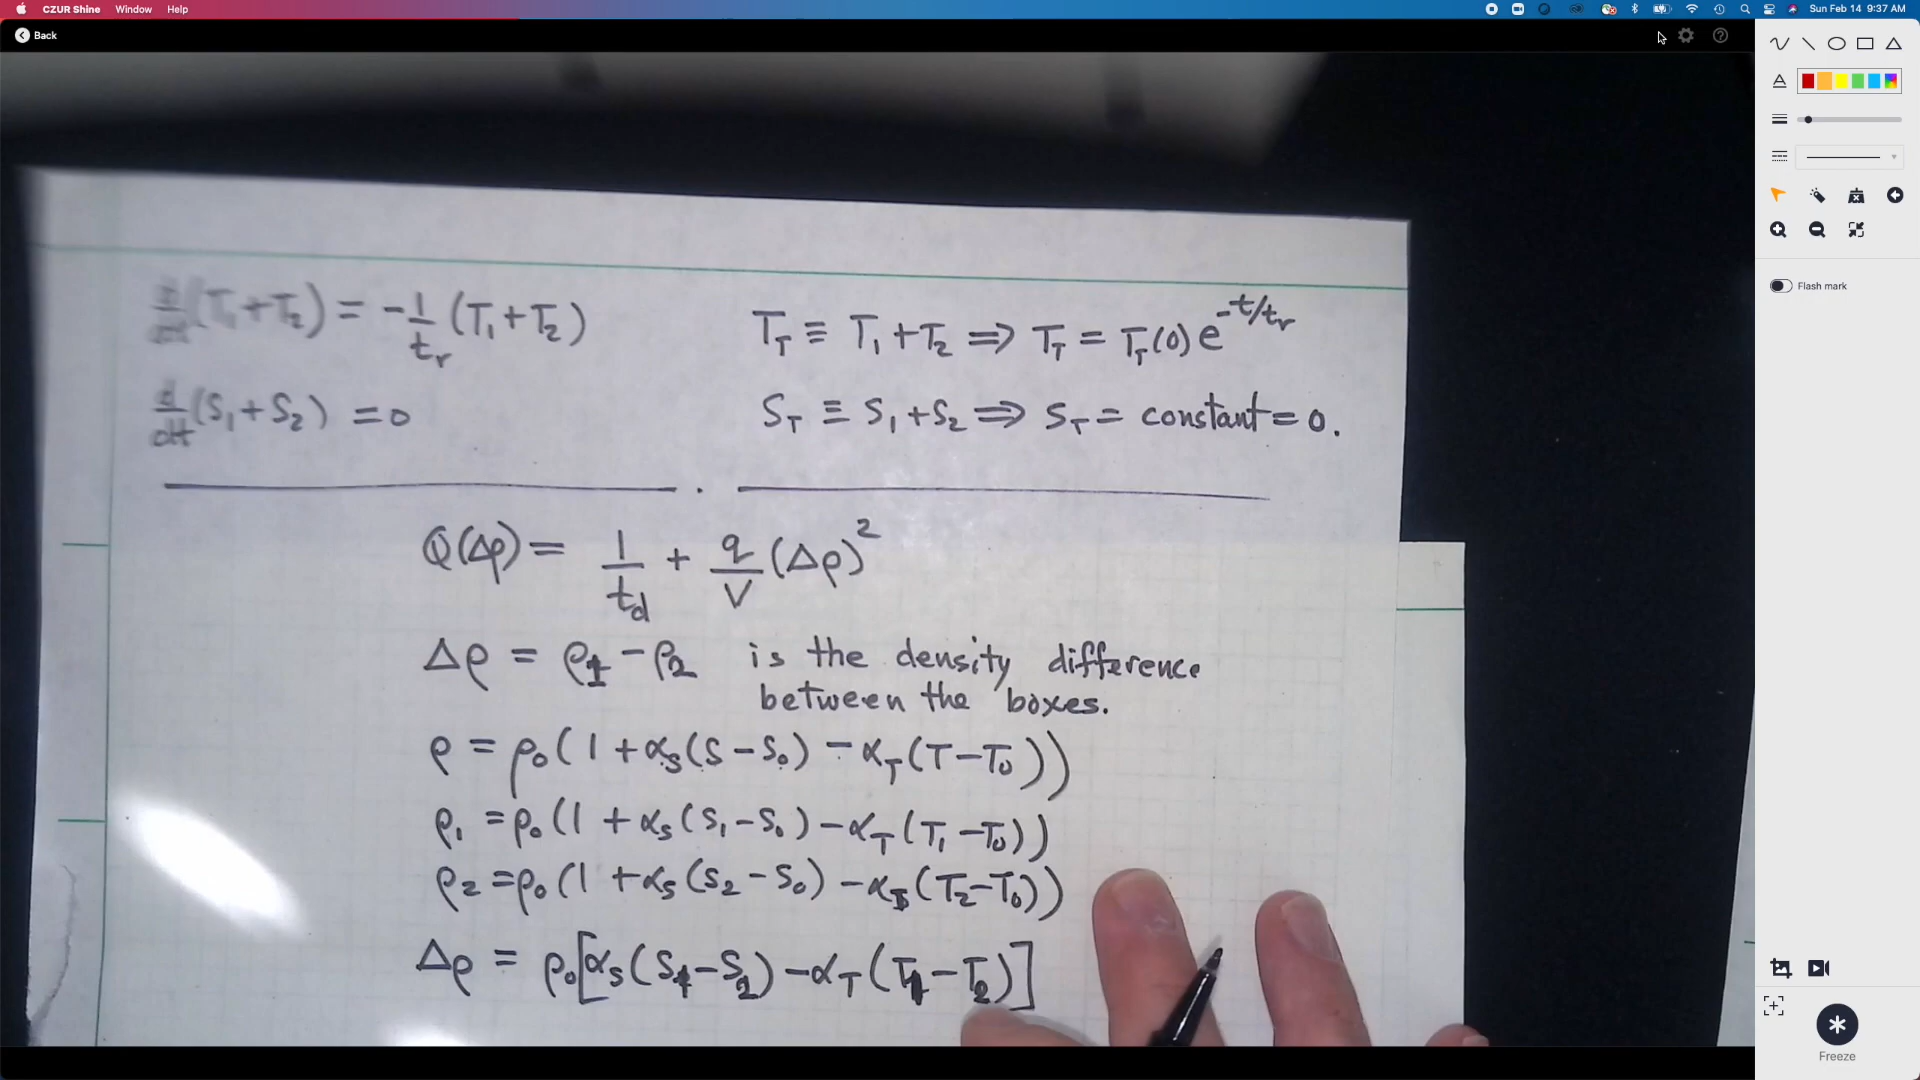 CZUR Shine Window Help Sun Feb 14 9:37 AM
Back
d/dt (T₁+T₂) = -1/tᵣ (T₁+T₂)
T_T ≡ T₁+T₂ ⟹ T_T = T_T(0) e^{-t/tᵣ}
d/dt (S₁+S₂) = 0
S_T ≡ S₁+S₂ ⟹ S_T = constant = 0.
Q(Δρ) = 1/t_d + q/V (Δρ)²
Δρ = ρ₁ - ρ₂ is the density difference
between the boxes.
ρ = ρ₀(1 + α_S(S - S₀) - α_T(T - T₀))
ρ₁ = ρ₀(1 + α_S(S₁ - S₀) - α_T(T₁ - T₀))
ρ₂ = ρ₀(1 + α_S(S₂ - S₀) - α_T(T₂ - T₀))
Δρ = ρ₀[α_S(S₁ - S₂) - α_T(T₁ - T₂)]
Flash mark
Freeze